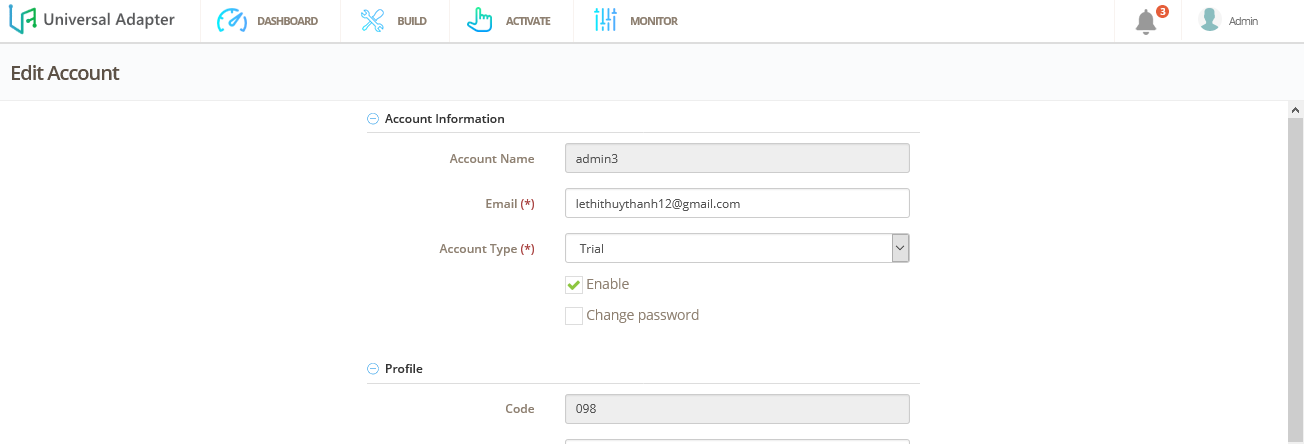 Universal Adapter DASHBOARD BUILD ACTIVATE MONITOR 3 Admin
Edit Account
Account Information
Account Name admin3
Email (*) lethithuythanh12@gmail.com
Account Type (*) Trial
Enable
Change password
Profile
Code 098